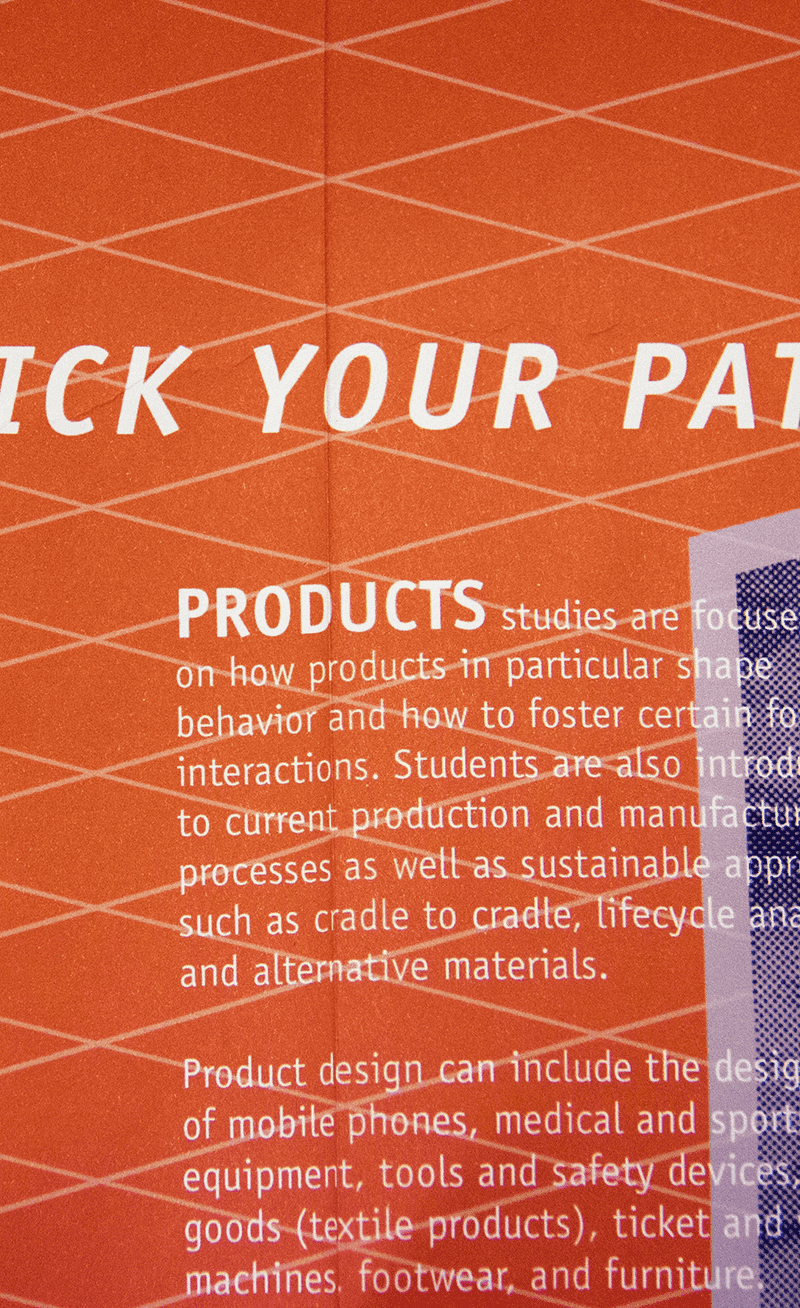 ICK YOUR PAT
PRODUCTS studies are focuse
on how products in particular shape
behavior and how to foster certain fo
interactions. Students are also introdu
to current production and manufactur
processes as well as sustainable appr
such as cradle to cradle, lifecycle ana
and alternative materials.
Product design can include the desig
of mobile phones, medical and sport
equipment, tools and safety devices,
goods (textile products), ticket and
machines, footwear, and furniture.